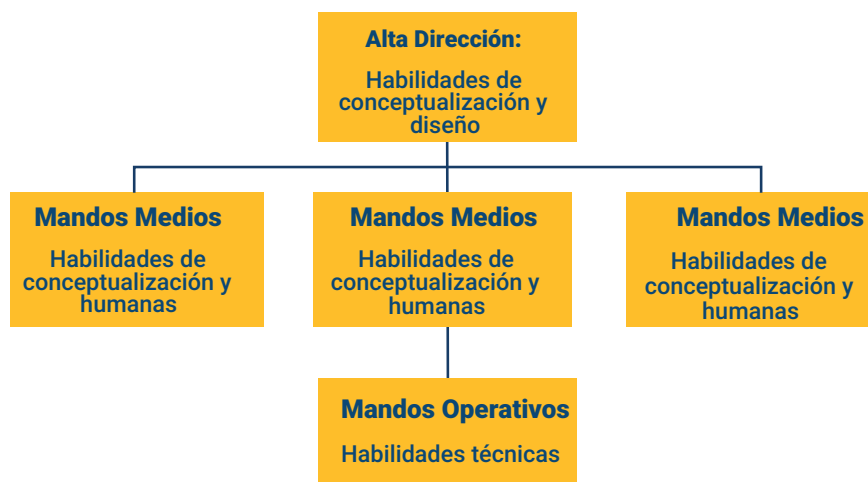 Alta Dirección:
Habilidades de
conceptualización y
diseño
Mandos Medios
Habilidades de
conceptualización y
humanas
Mandos Medios
Habilidades de
conceptualización y
humanas
Mandos Medios
Habilidades de
conceptualización y
humanas
Mandos Operativos
Habilidades técnicas